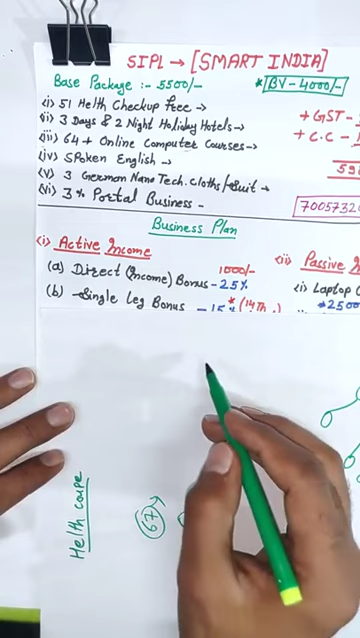 SIPL → [SMART INDIA]
Base Package :- 5500/-
* BV - 4000/-
(i) 51 Helth Checkup free →
(ii) 3 Days & 2 Night Holiday Hotels →
(iii) 64 + Online Computer Courses →
(iv) Spoken English →
(v) 3 German Nano Tech. Cloths/Suit →
(vi) 3% Portal Business -
+ GST -
+ C.C -
59
7005732
Business Plan
(i) Active Income
(a) Direct (Income) Bonus - 25%
1000/-
(b) Single Leg Bonus - 15%
* (14Th
(ii) Passive
(i) Laptop
*2500
Helth
67